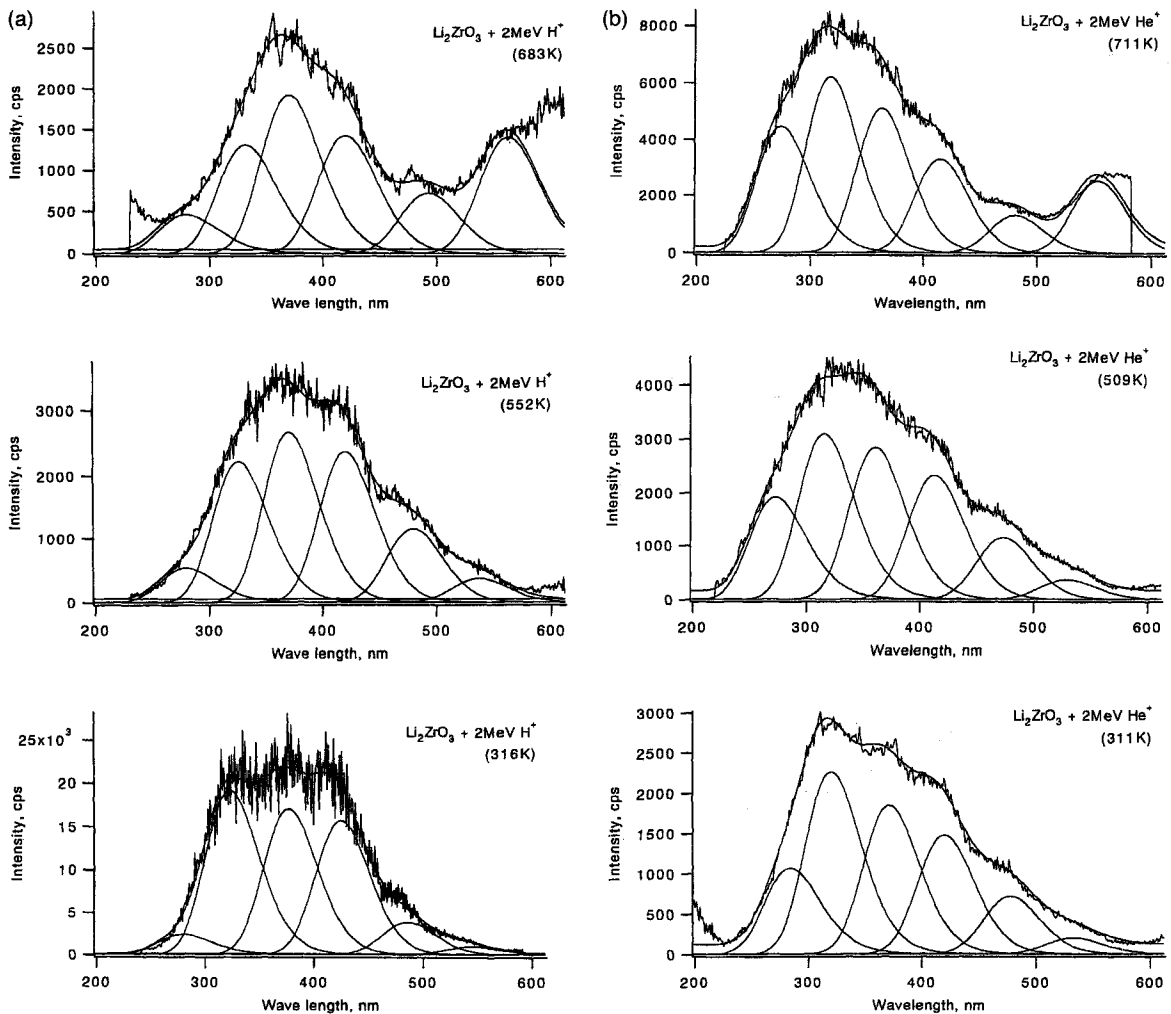 (a)
Li₂ZrO₃ + 2MeV H⁺
(683K)
Intensity, cps
2500
2000
1500
1000
500
0
200 300 400 500 600
Wave length, nm
(b)
Li₂ZrO₃ + 2MeV He⁺
(711K)
Intensity, cps
8000
6000
4000
2000
0
200 300 400 500 600
Wavelength, nm
Li₂ZrO₃ + 2MeV H⁺
(552K)
Intensity, cps
3000
2000
1000
0
200 300 400 500 600
Wave length, nm
Li₂ZrO₃ + 2MeV He⁺
(509K)
Intensity, cps
4000
3000
2000
1000
0
200 300 400 500 600
Wavelength, nm
Li₂ZrO₃ + 2MeV H⁺
(316K)
Intensity, cps
25x10³
20
15
10
5
0
200 300 400 500 600
Wave length, nm
Li₂ZrO₃ + 2MeV He⁺
(311K)
Intensity, cps
3000
2500
2000
1500
1000
500
0
200 300 400 500 600
Wavelength, nm